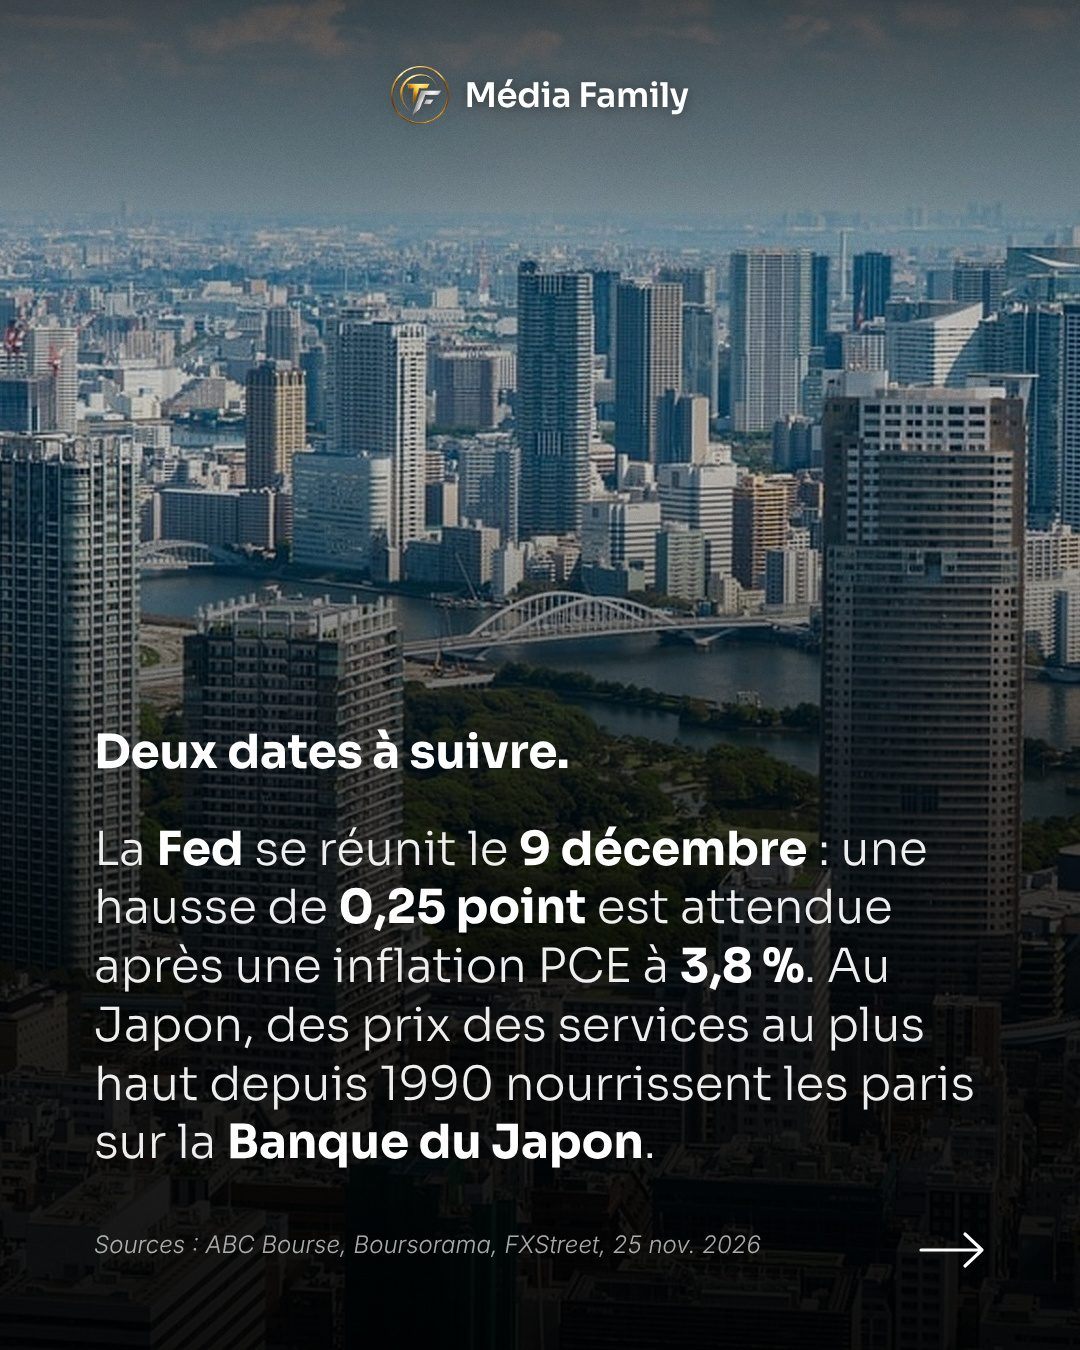 Média Family
Deux dates à suivre.
La Fed se réunit le 9 décembre : une
hausse de 0,25 point est attendue
après une inflation PCE à 3,8 %. Au
Japon, des prix des services au plus
haut depuis 1990 nourrissent les paris
sur la Banque du Japon.
Sources : ABC Bourse, Boursorama, FXStreet, 25 nov. 2026